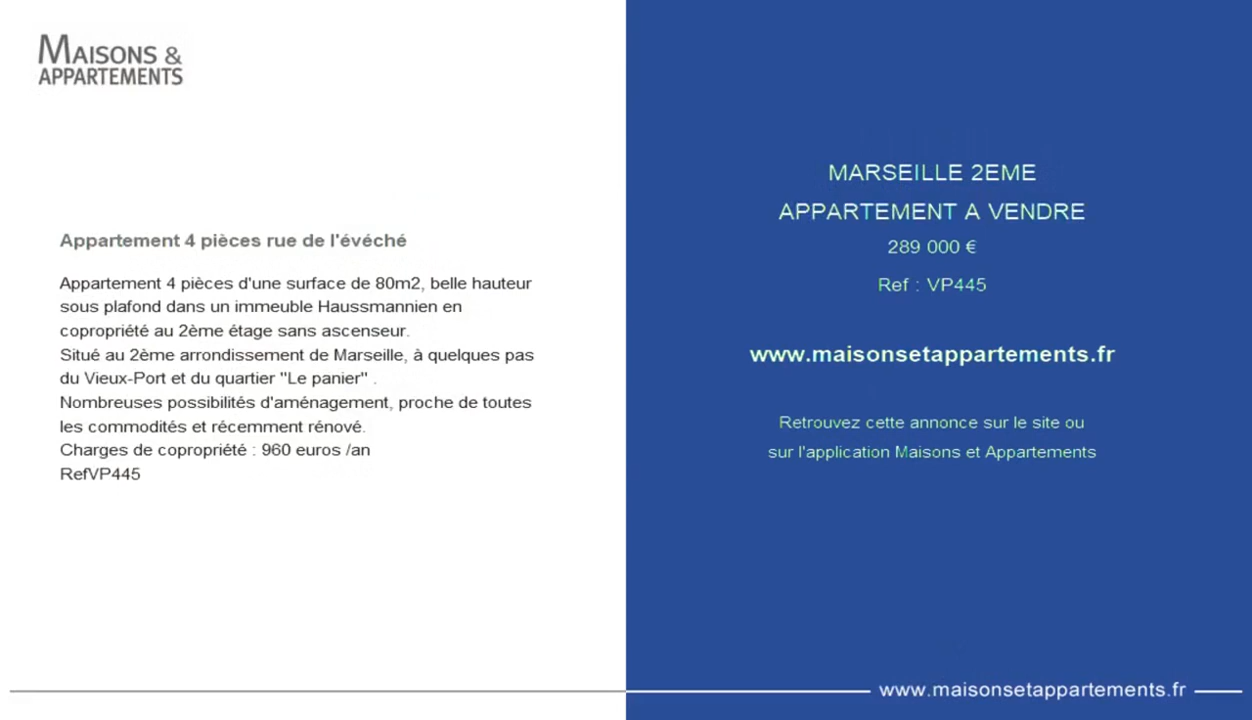 MAISONS &
APPARTEMENTS
Appartement 4 pièces rue de l'évéché
Appartement 4 pièces d'une surface de 80m2, belle hauteur
sous plafond dans un immeuble Haussmannien en
copropriété au 2ème étage sans ascenseur.
Situé au 2ème arrondissement de Marseille, à quelques pas
du Vieux-Port et du quartier "Le panier" .
Nombreuses possibilités d'aménagement, proche de toutes
les commodités et récemment rénové.
Charges de copropriété : 960 euros /an
RefVP445
MARSEILLE 2EME
APPARTEMENT A VENDRE
289 000 €
Ref : VP445
www.maisonsetappartements.fr
Retrouvez cette annonce sur le site ou
sur l'application Maisons et Appartements
www.maisonsetappartements.fr